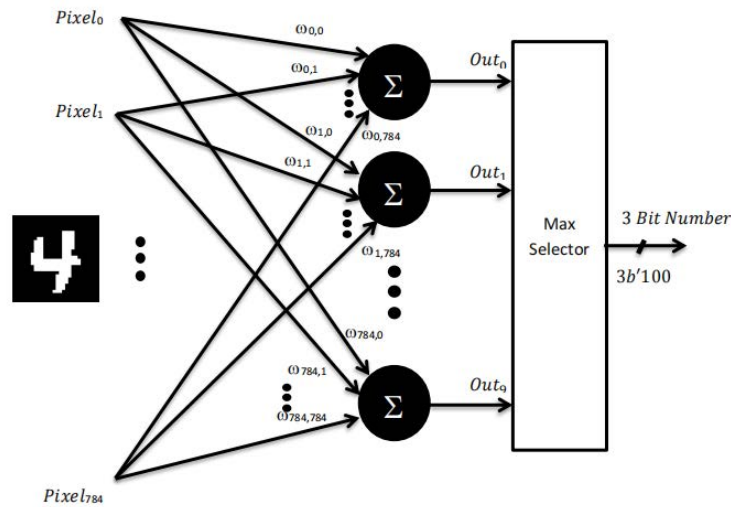 Pixel₀
ω₀,₀
ω₀,₁
Σ
Out₀
Pixel₁
ω₀,₇₈₄
ω₁,₀
ω₁,₁
Σ
Out₁
ω₁,₇₈₄
Max
Selector
3 Bit Number
3b'100
ω₇₈₄,₀
ω₇₈₄,₁
Σ
Out₉
ω₇₈₄,₇₈₄
Pixel₇₈₄
4